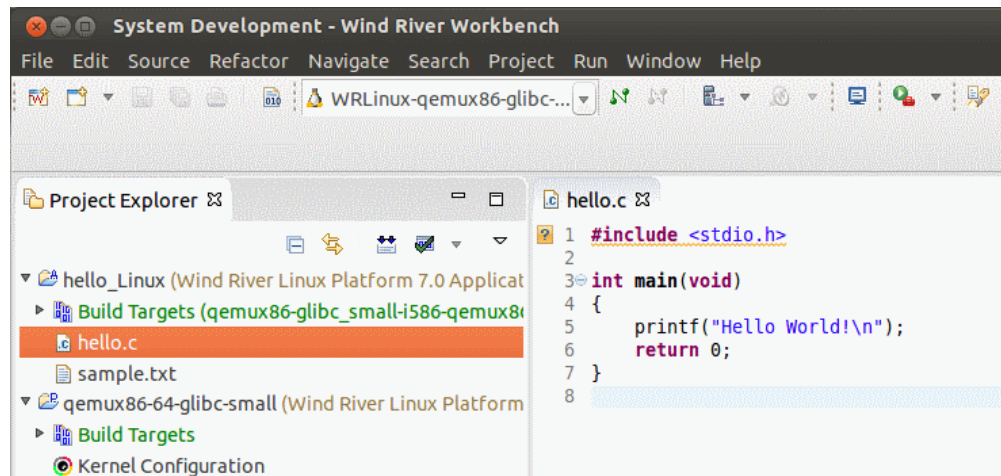 System Development - Wind River Workbench
File Edit Source Refactor Navigate Search Project Run Window Help
010 WRLinux-qemux86-glibc-...
Project Explorer
hello_Linux (Wind River Linux Platform 7.0 Applicat
Build Targets (qemux86-glibc_small-i586-qemux8
.c hello.c
sample.txt
qemux86-64-glibc-small (Wind River Linux Platform
Build Targets
Kernel Configuration
.c hello.c
? 1 #include <stdio.h>
2
3 int main(void)
4 {
5 printf("Hello World!\n");
6 return 0;
7 }
8